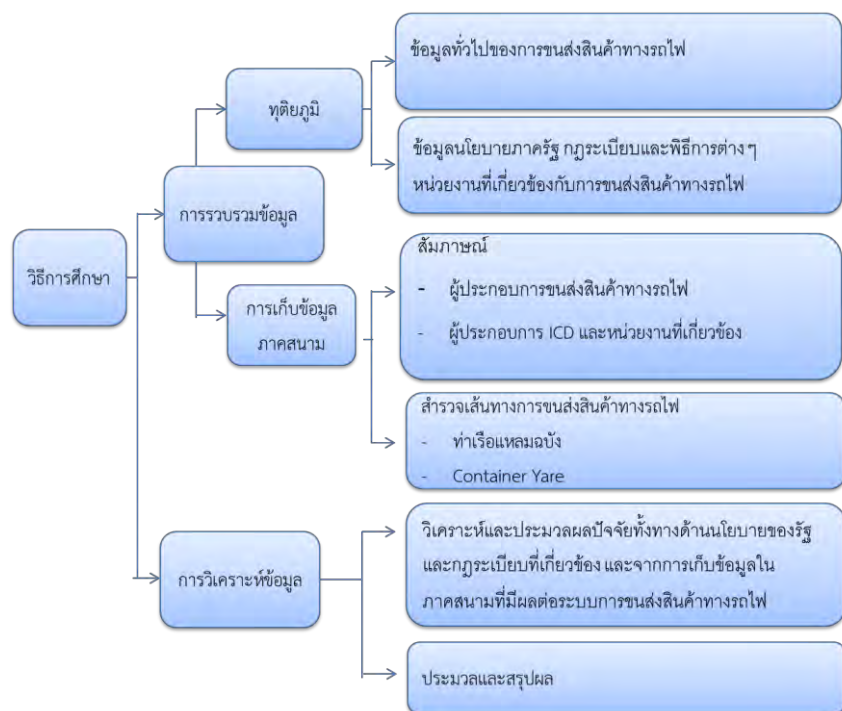 วิธีการศึกษา
การรวบรวมข้อมูล
ทุติยภูมิ
ข้อมูลทั่วไปของการขนส่งสินค้าทางรถไฟ
ข้อมูลนโยบายภาครัฐ กฎระเบียบและพิธีการต่างๆ
หน่วยงานที่เกี่ยวข้องกับการขนส่งสินค้าทางรถไฟ
การเก็บข้อมูล
ภาคสนาม
สัมภาษณ์
- ผู้ประกอบการขนส่งสินค้าทางรถไฟ
- ผู้ประกอบการ ICD และหน่วยงานที่เกี่ยวข้อง
สำรวจเส้นทางการขนส่งสินค้าทางรถไฟ
- ท่าเรือแหลมฉบัง
- Container Yare
การวิเคราะห์ข้อมูล
วิเคราะห์และประมวลผลปัจจัยทั้งทางด้านนโยบายของรัฐ
และกฎระเบียบที่เกี่ยวข้อง และจากการเก็บข้อมูลใน
ภาคสนามที่มีผลต่อระบบการขนส่งสินค้าทางรถไฟ
ประมวลและสรุปผล